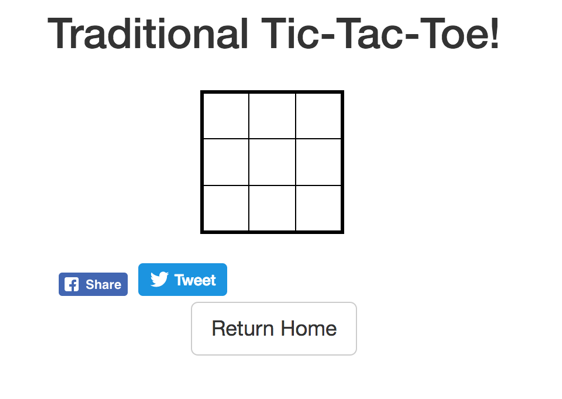 Traditional Tic-Tac-Toe!
Share
Tweet
Return Home